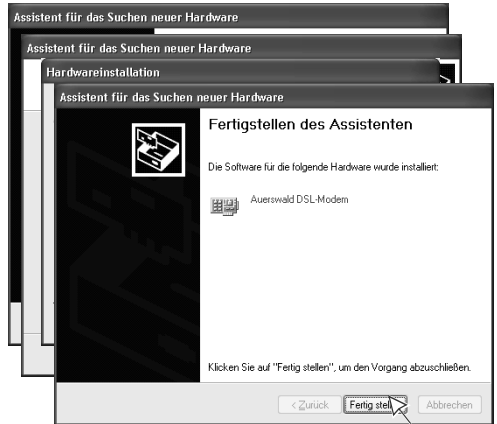 Assistent für das Suchen neuer Hardware
Assistent für das Suchen neuer Hardware
Hardwareinstallation
Assistent für das Suchen neuer Hardware
Fertigstellen des Assistenten
Die Software für die folgende Hardware wurde installiert:
Auerswald DSL-Modem
Klicken Sie auf "Fertig stellen", um den Vorgang abzuschließen.
< Zurück
Fertig stell
Abbrechen